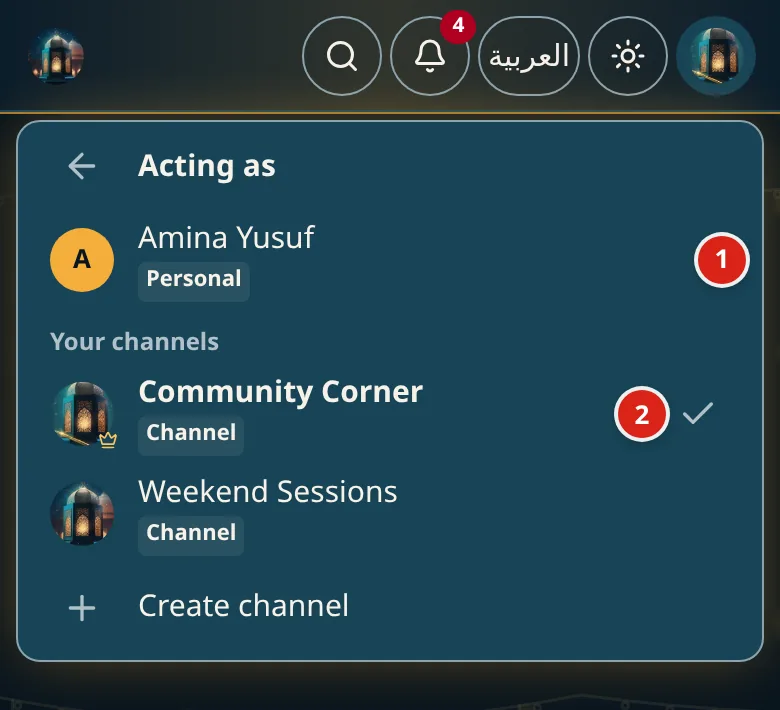 4
العربية
Acting as
A
Amina Yusuf
Personal
1
Your channels
Community Corner
Channel
2
Weekend Sessions
Channel
Create channel